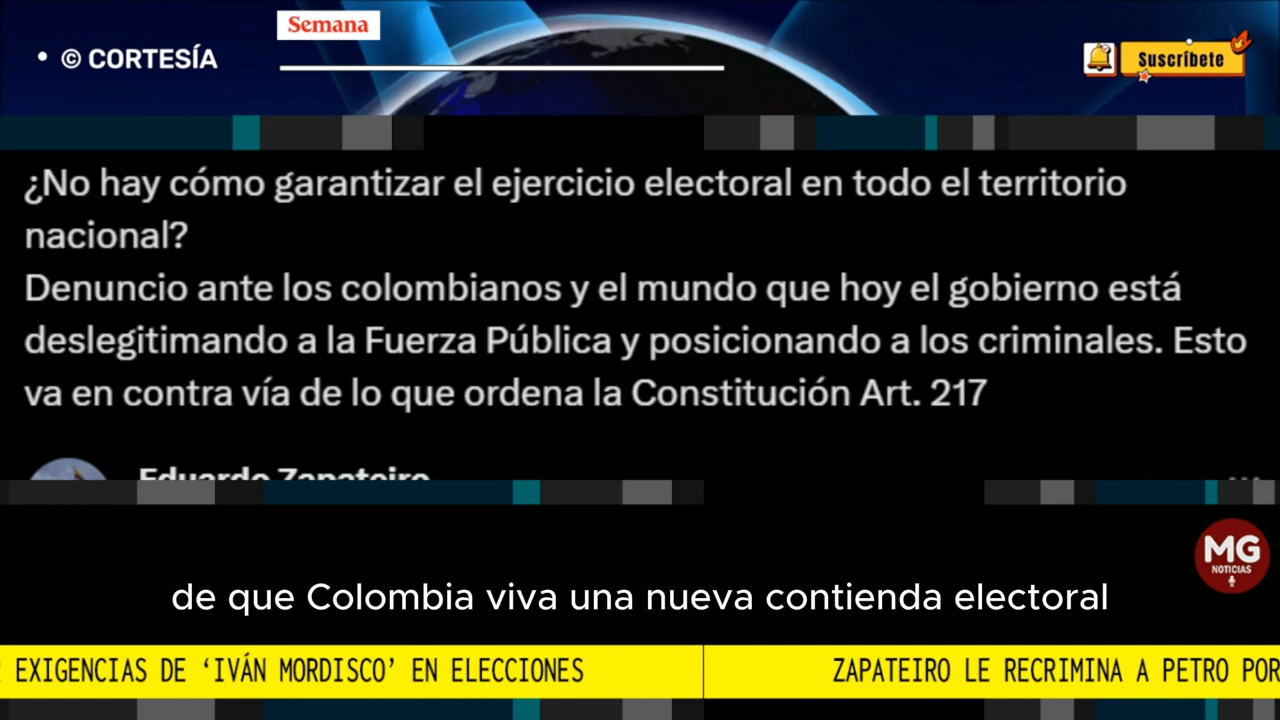 Semana
• © CORTESÍA
Suscríbete
¿No hay cómo garantizar el ejercicio electoral en todo el territorio
nacional?
Denuncio ante los colombianos y el mundo que hoy el gobierno está
deslegitimando a la Fuerza Pública y posicionando a los criminales. Esto
va en contra vía de lo que ordena la Constitución Art. 217
Eduardo Zapateiro
MG
NOTICIAS
de que Colombia viva una nueva contienda electoral
EXIGENCIAS DE ‘IVÁN MORDISCO’ EN ELECCIONES
ZAPATEIRO LE RECRIMINA A PETRO POR